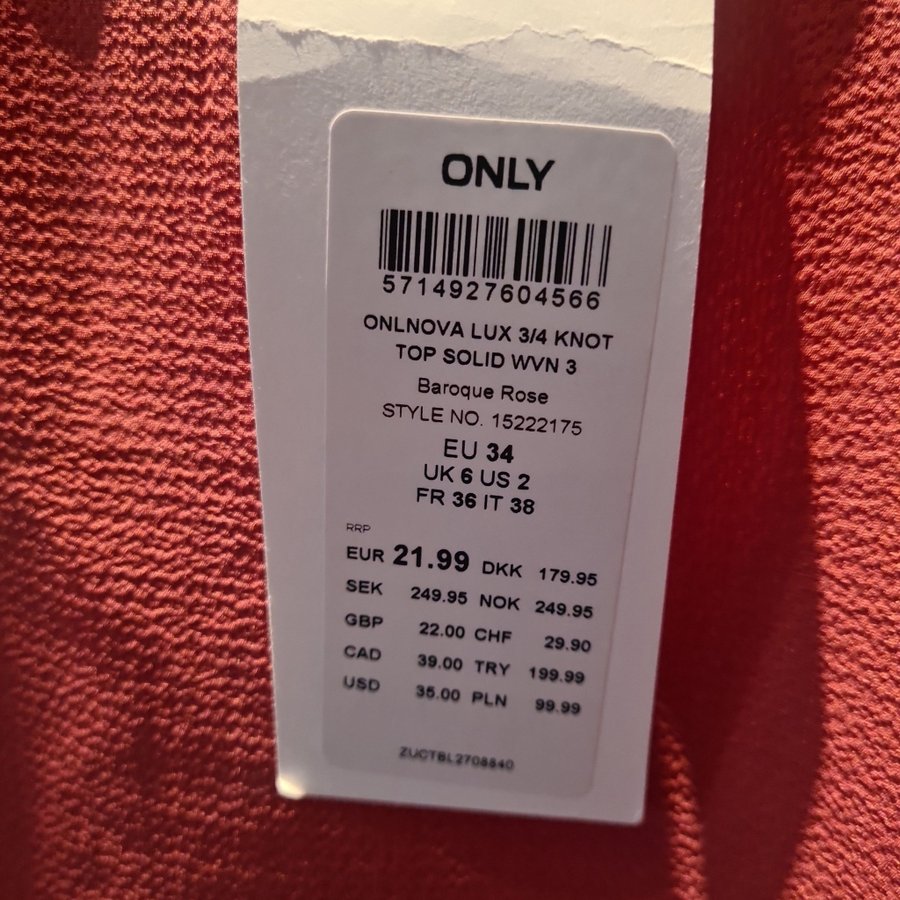 ONLY
5714927604566
ONLNOVA LUX 3/4 KNOT
TOP SOLID WVN 3
Baroque Rose
STYLE NO. 15222175
EU 34
UK 6 US 2
FR 36 IT 38
RRP
EUR 21.99 DKK 179.95
SEK 249.95 NOK 249.95
GBP 22.00 CHF 29.90
CAD 39.00 TRY 199.99
USD 35.00 PLN 99.99
ZUCTBL2708840